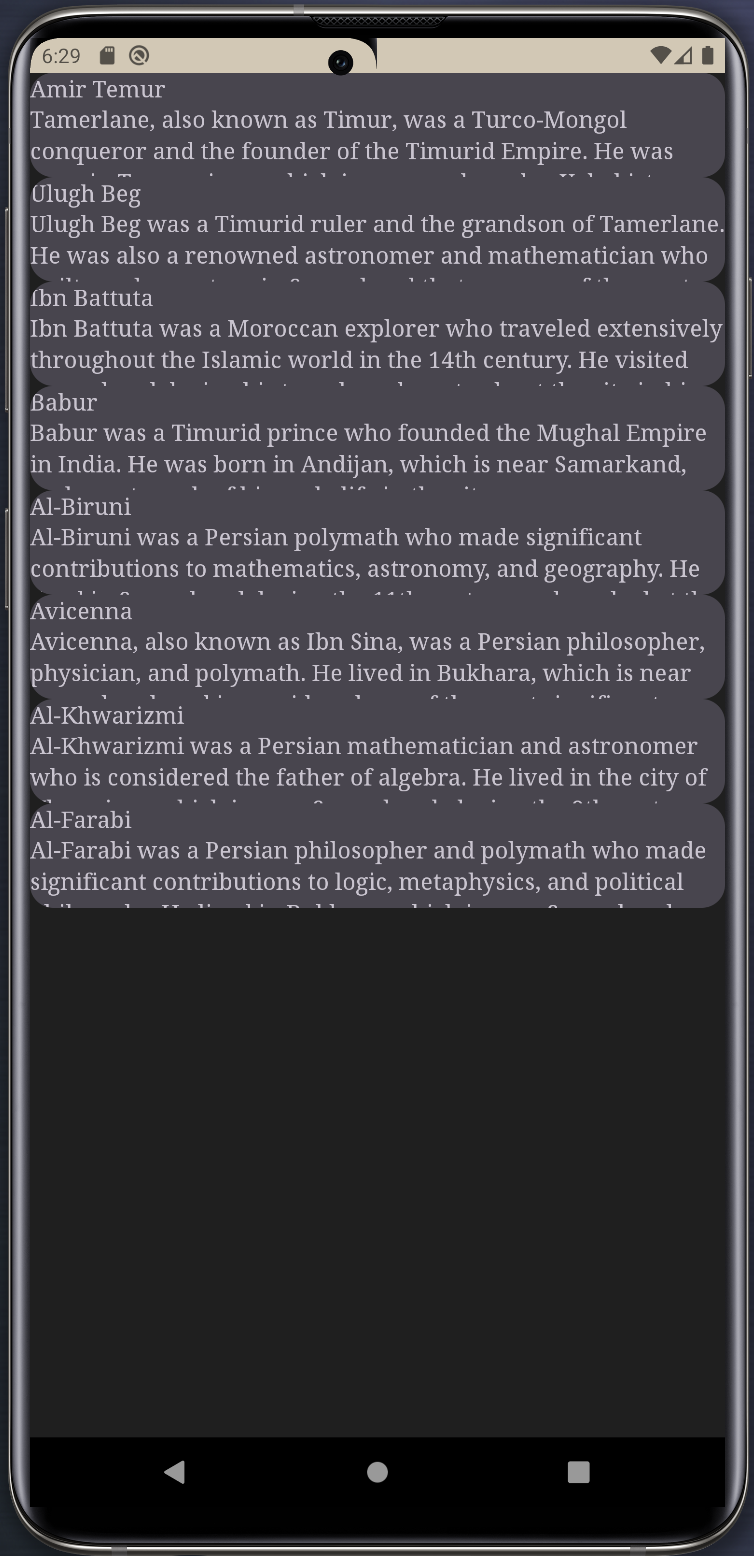 6:29
Amir Temur
Tamerlane, also known as Timur, was a Turco-Mongol
conqueror and the founder of the Timurid Empire. He was
Ulugh Beg
Ulugh Beg was a Timurid ruler and the grandson of Tamerlane.
He was also a renowned astronomer and mathematician who
Ibn Battuta
Ibn Battuta was a Moroccan explorer who traveled extensively
throughout the Islamic world in the 14th century. He visited
Babur
Babur was a Timurid prince who founded the Mughal Empire
in India. He was born in Andijan, which is near Samarkand,
Al-Biruni
Al-Biruni was a Persian polymath who made significant
contributions to mathematics, astronomy, and geography. He
Avicenna
Avicenna, also known as Ibn Sina, was a Persian philosopher,
physician, and polymath. He lived in Bukhara, which is near
Al-Khwarizmi
Al-Khwarizmi was a Persian mathematician and astronomer
who is considered the father of algebra. He lived in the city of
Al-Farabi
Al-Farabi was a Persian philosopher and polymath who made
significant contributions to logic, metaphysics, and political